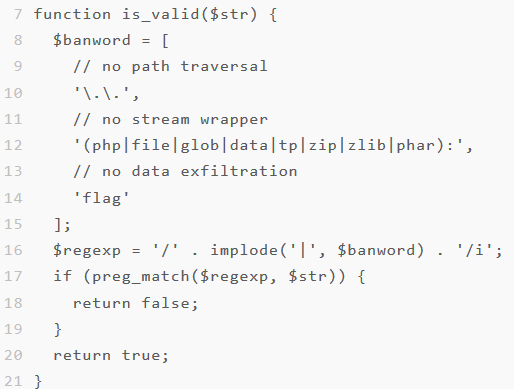 7 function is_valid($str) {
8   $banword = [
9     // no path traversal
10     '\.\.',
11     // no stream wrapper
12     '(php|file|glob|data|tp|zip|zlib|phar):',
13     // no data exfiltration
14     'flag'
15   ];
16   $regexp = '/' . implode('|', $banword) . '/i';
17   if (preg_match($regexp, $str)) {
18     return false;
19   }
20   return true;
21 }